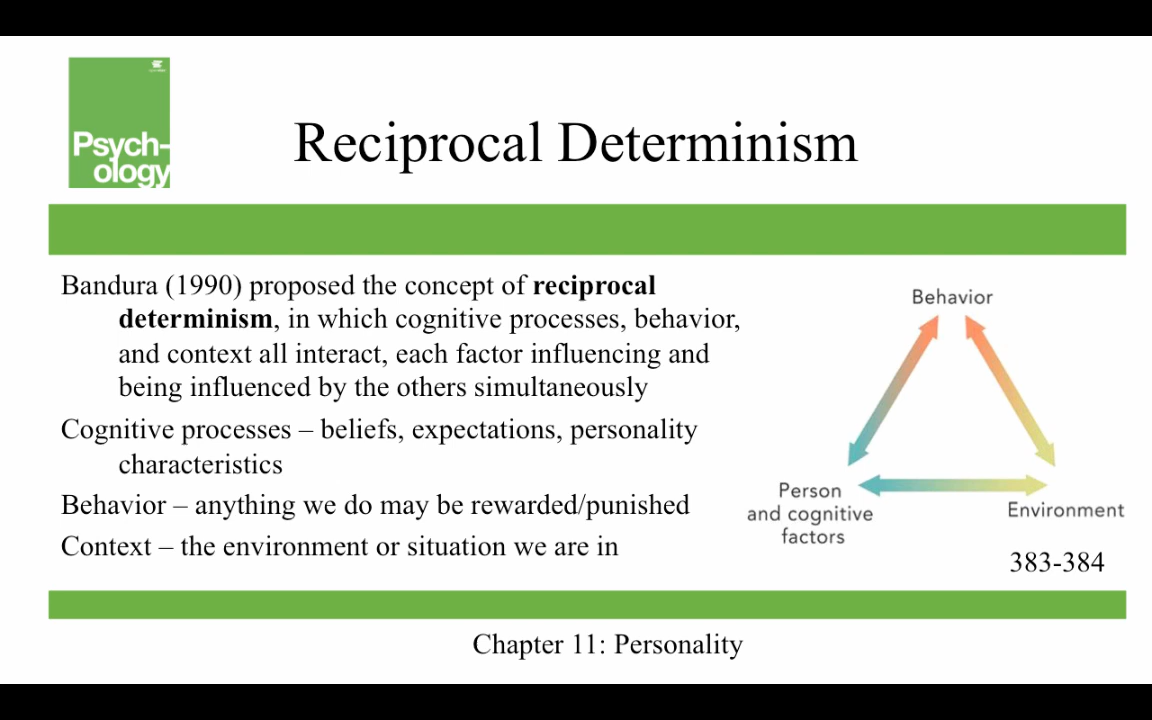 Psych-
ology
Reciprocal Determinism
Bandura (1990) proposed the concept of reciprocal
determinism, in which cognitive processes, behavior,
and context all interact, each factor influencing and
being influenced by the others simultaneously
Cognitive processes – beliefs, expectations, personality
characteristics
Behavior – anything we do may be rewarded/punished
Context – the environment or situation we are in
Behavior
Person
and cognitive
factors
Environment
383-384
Chapter 11: Personality